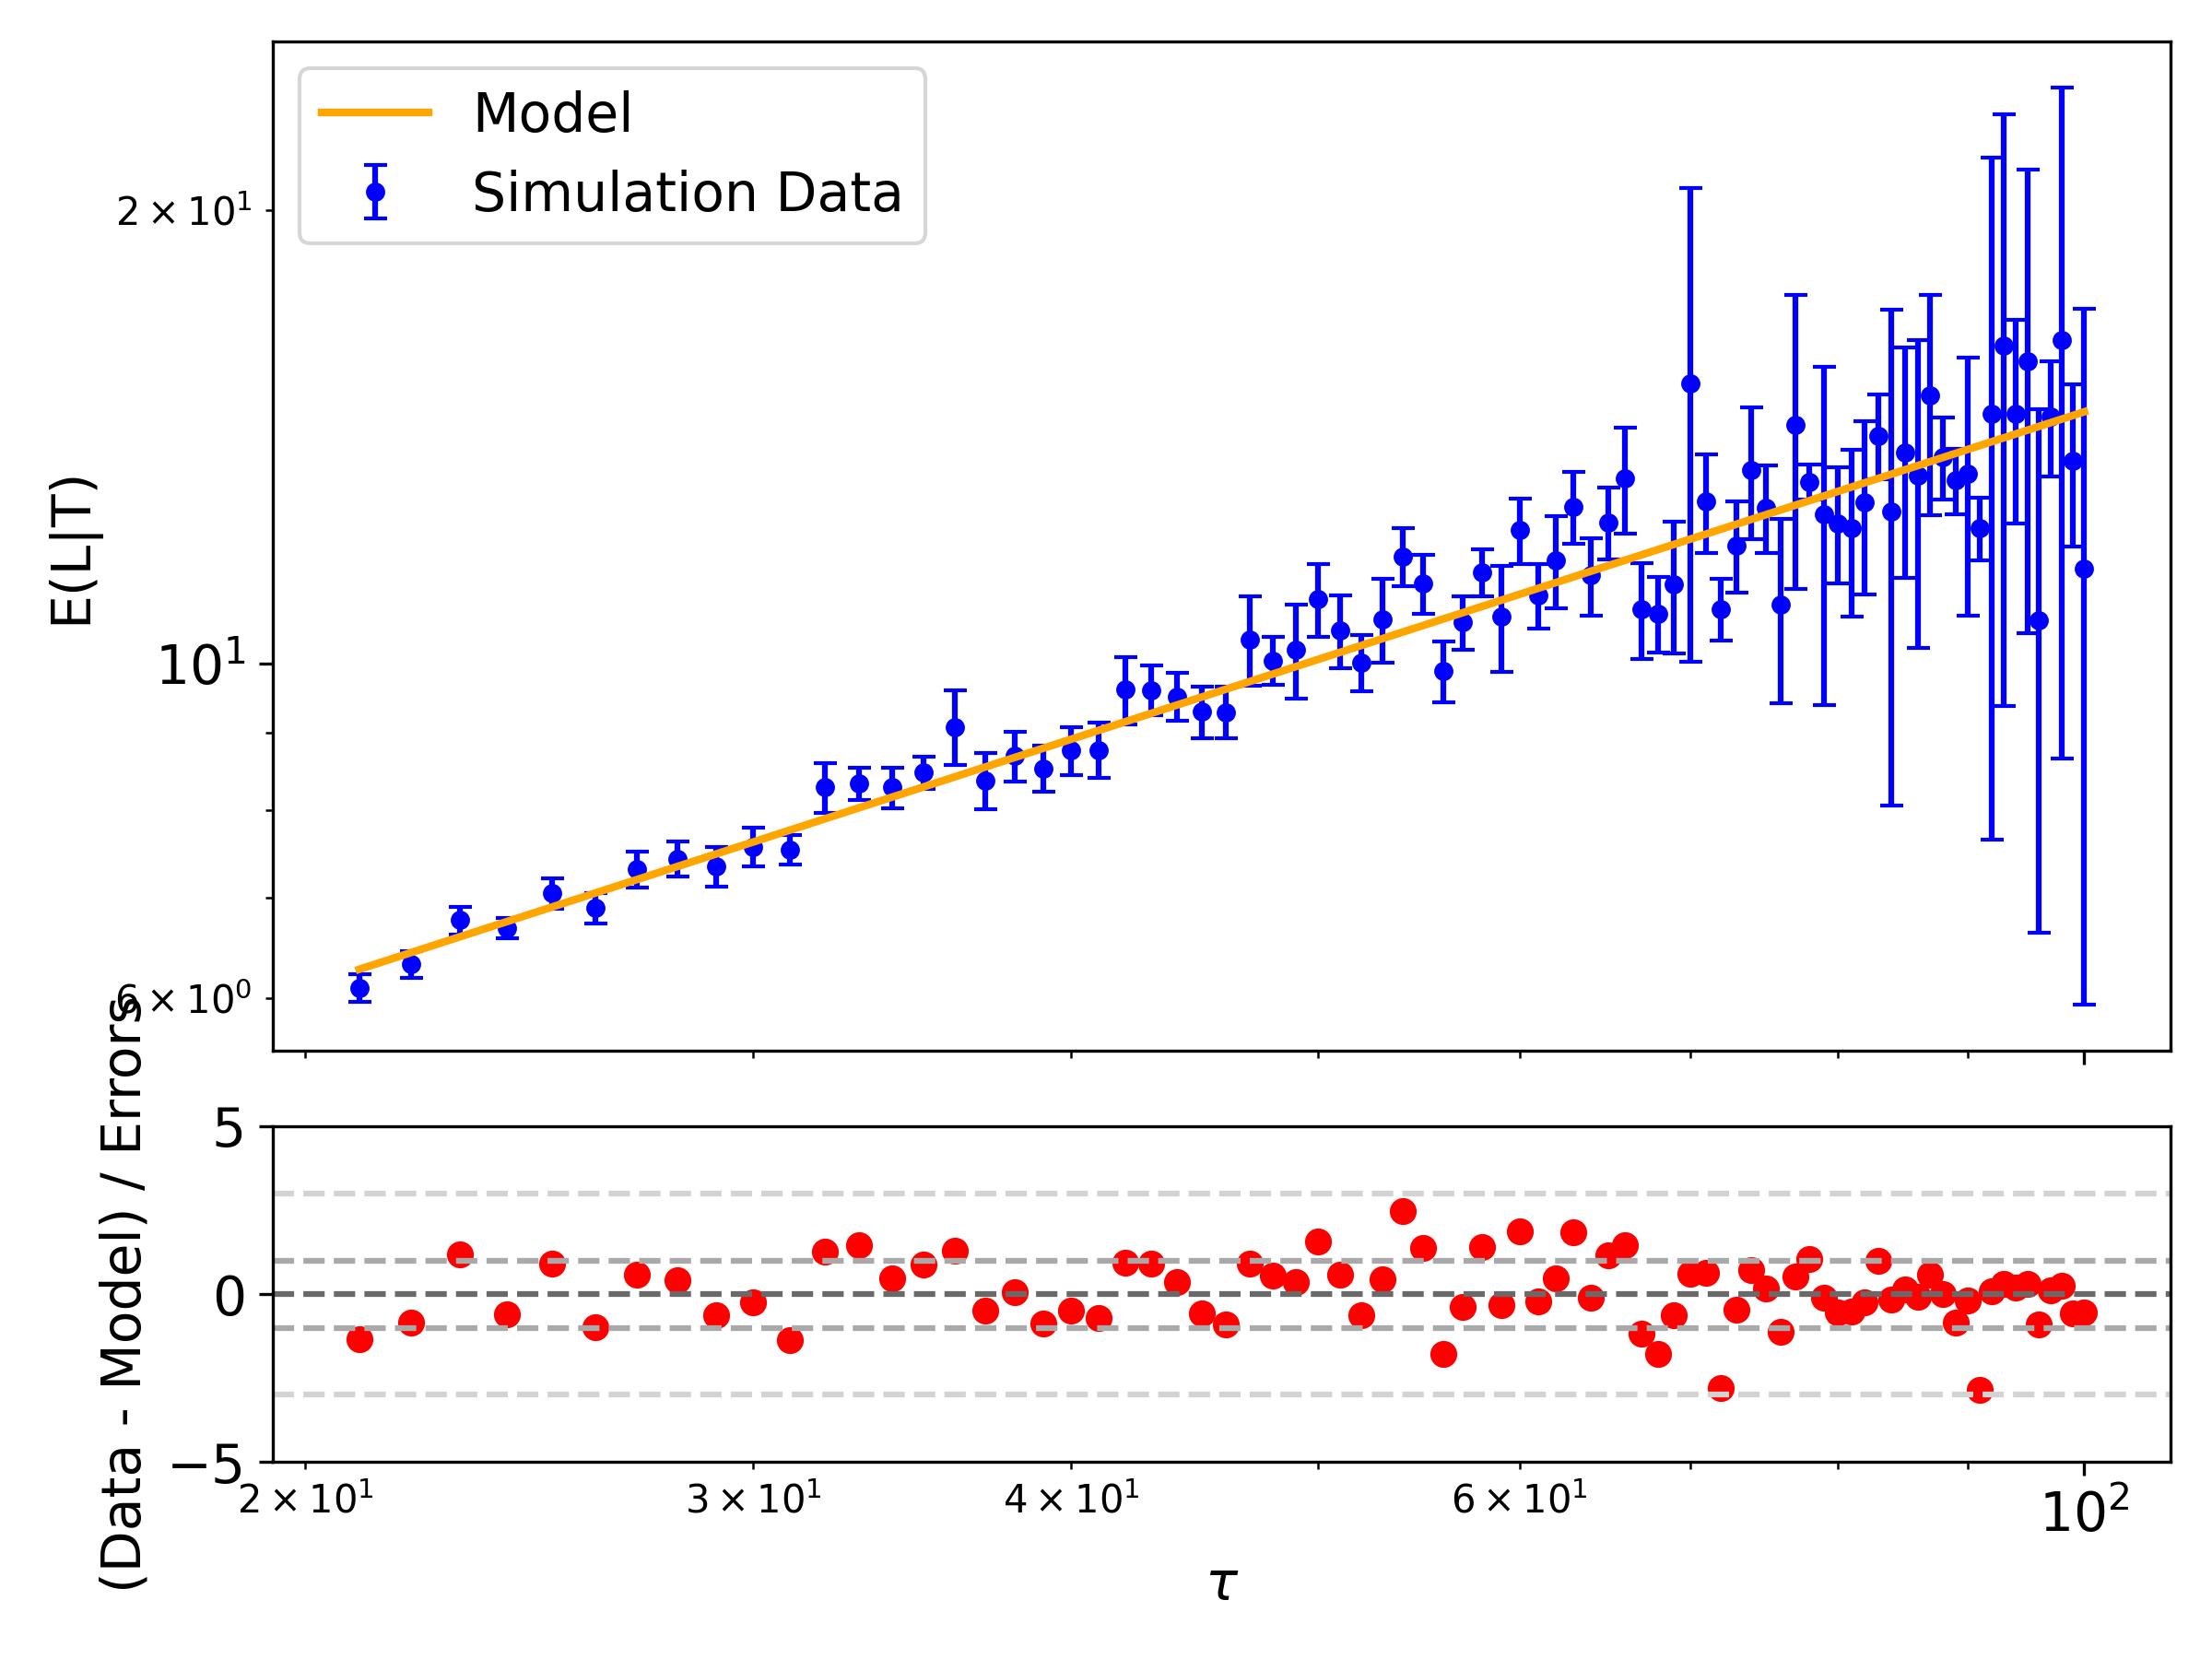 Model
Simulation Data
E(L|T)
2 × 10¹
10¹
6 × 10⁰
(Data - Model) / Errors
5
0
−5
2 × 10¹
3 × 10¹
4 × 10¹
6 × 10¹
10²
τ